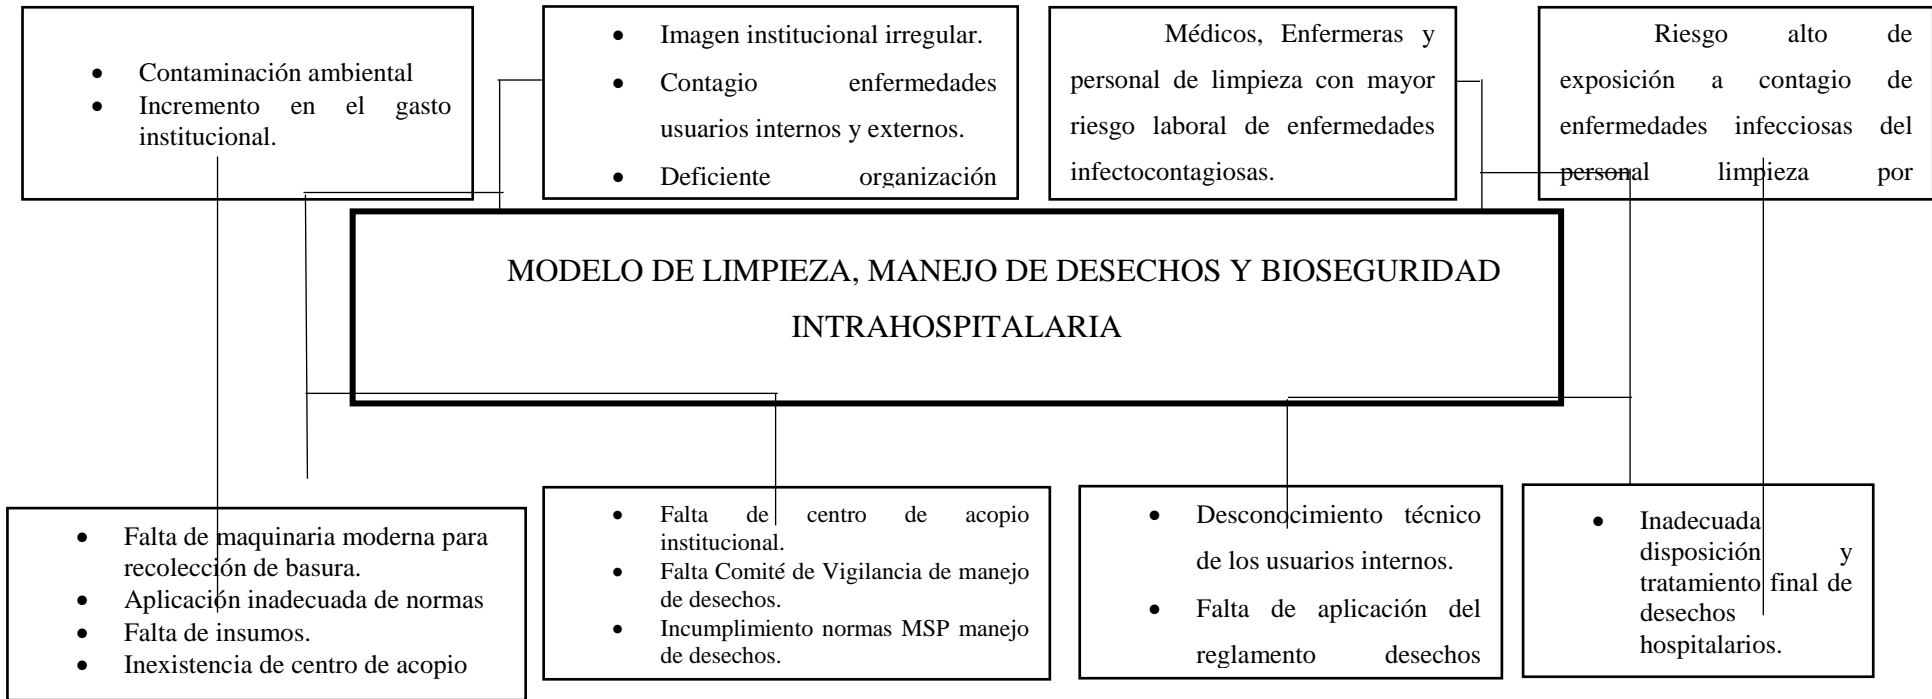 • Contaminación ambiental
• Incremento en el gasto
institucional.
• Imagen institucional irregular.
• Contagio enfermedades
usuarios internos y externos.
• Deficiente organización
Médicos, Enfermeras y
personal de limpieza con mayor
riesgo laboral de enfermedades
infectocontagiosas.
Riesgo alto de
exposición a contagio de
enfermedades infecciosas del
personal limpieza por
MODELO DE LIMPIEZA, MANEJO DE DESECHOS Y BIOSEGURIDAD
INTRAHOSPITALARIA
• Falta de maquinaria moderna para
recolección de basura.
• Aplicación inadecuada de normas
• Falta de insumos.
• Inexistencia de centro de acopio
• Falta de centro de acopio
institucional.
• Falta Comité de Vigilancia de manejo
de desechos.
• Incumplimiento normas MSP manejo
de desechos.
• Desconocimiento técnico
de los usuarios internos.
• Falta de aplicación del
reglamento desechos
• Inadecuada
disposición y
tratamiento final de
desechos
hospitalarios.